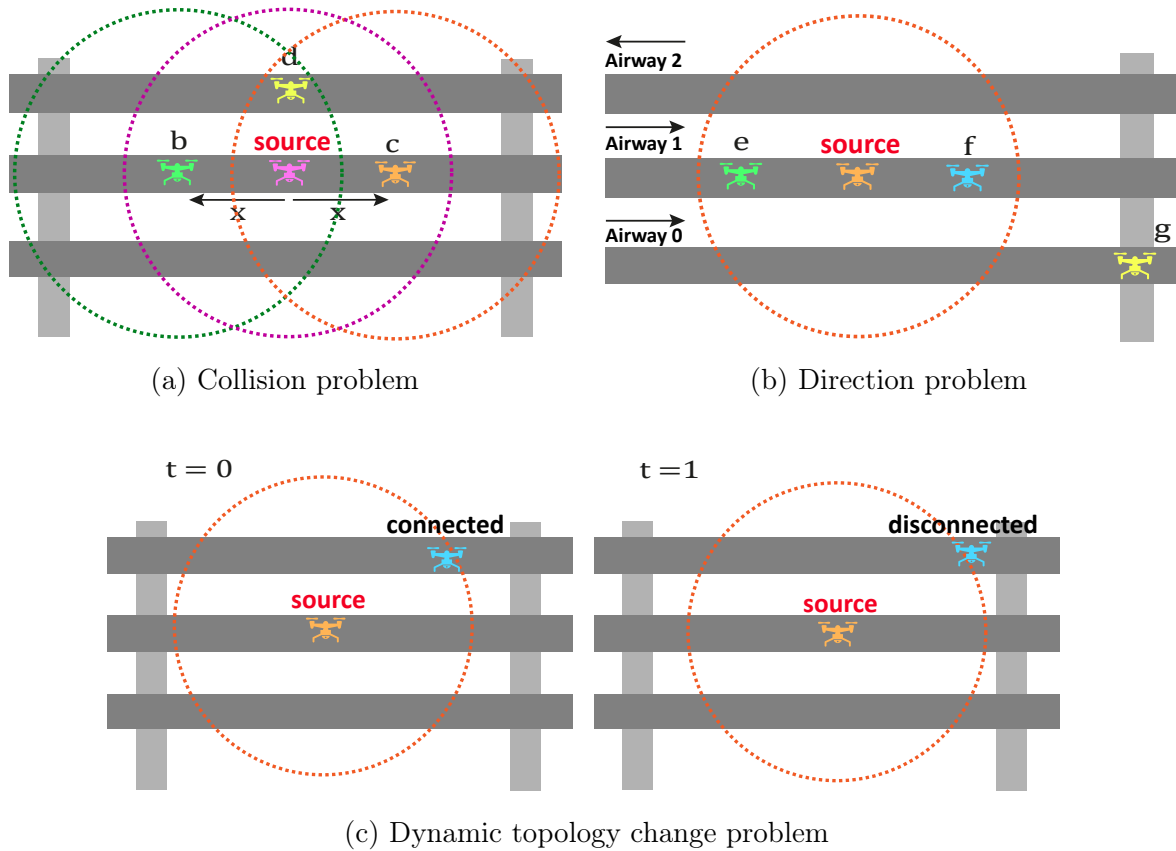 d
b
source
c
x
x
(a) Collision problem
Airway 2
Airway 1
e
source
f
Airway 0
g
(b) Direction problem
t = 0
connected
source
t =1
disconnected
source
(c) Dynamic topology change problem